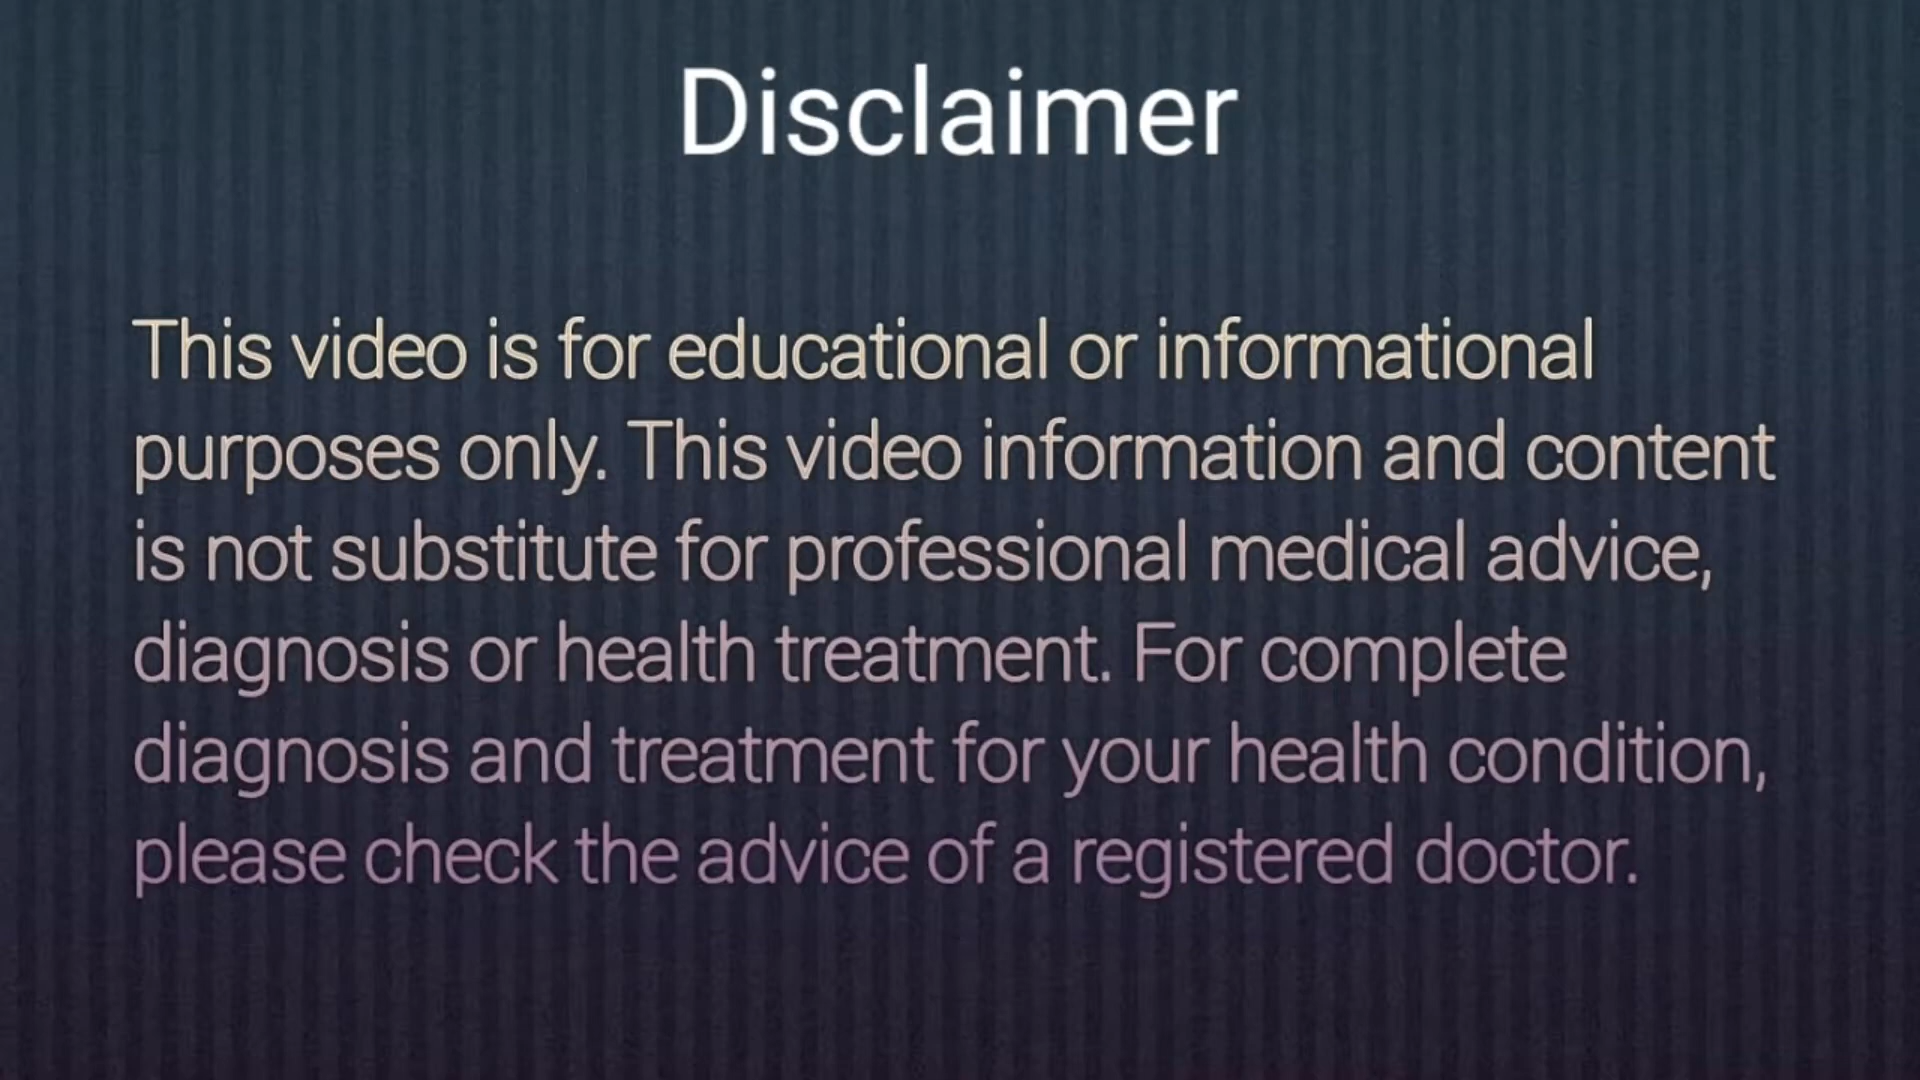 Disclaimer
This video is for educational or informational
purposes only. This video information and content
is not substitute for professional medical advice,
diagnosis or health treatment. For complete
diagnosis and treatment for your health condition,
please check the advice of a registered doctor.